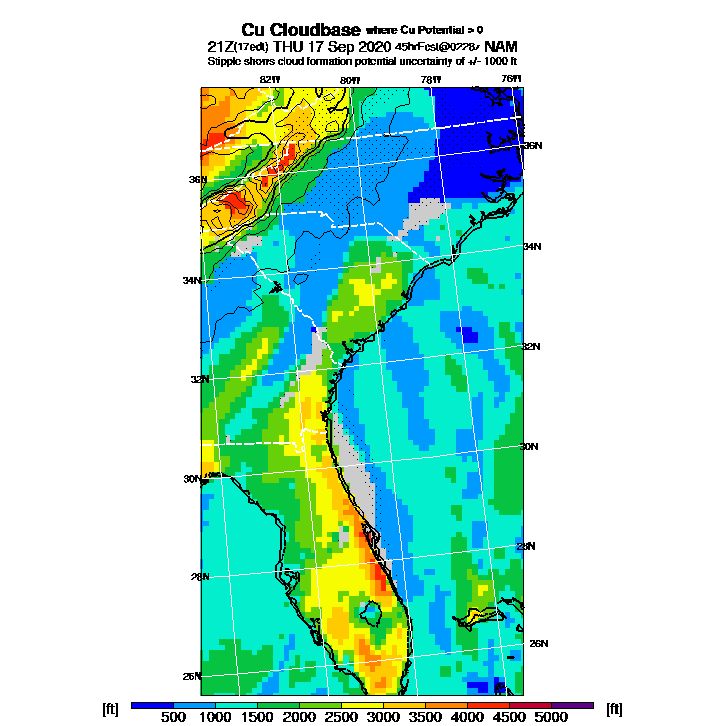 Cu Cloudbase where Cu Potential > 0
21Z(17edt) THU 17 Sep 2020 45hrFcst@0228z NAM
Stipple shows cloud formation potential uncertainty of +/- 1000 ft
82W 80W 78W 76W
36N
36N
34N
34N
32N
32N
30N
30N
28N
28N
26N
26N
[ft] [ft]
500 1000 1500 2000 2500 3000 3500 4000 4500 5000